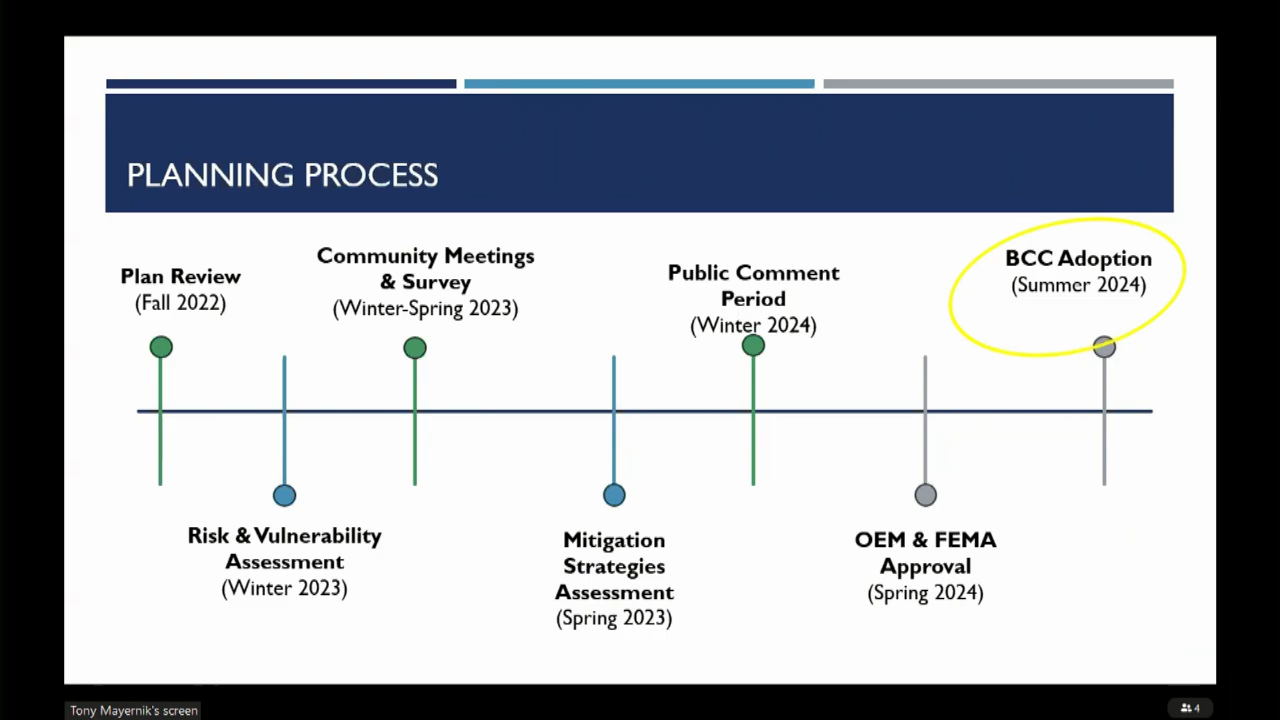 PLANNING PROCESS
Plan Review
(Fall 2022)
Community Meetings
& Survey
(Winter-Spring 2023)
Public Comment
Period
(Winter 2024)
BCC Adoption
(Summer 2024)
Risk & Vulnerability
Assessment
(Winter 2023)
Mitigation
Strategies
Assessment
(Spring 2023)
OEM & FEMA
Approval
(Spring 2024)
Tony Mayernik's screen
4